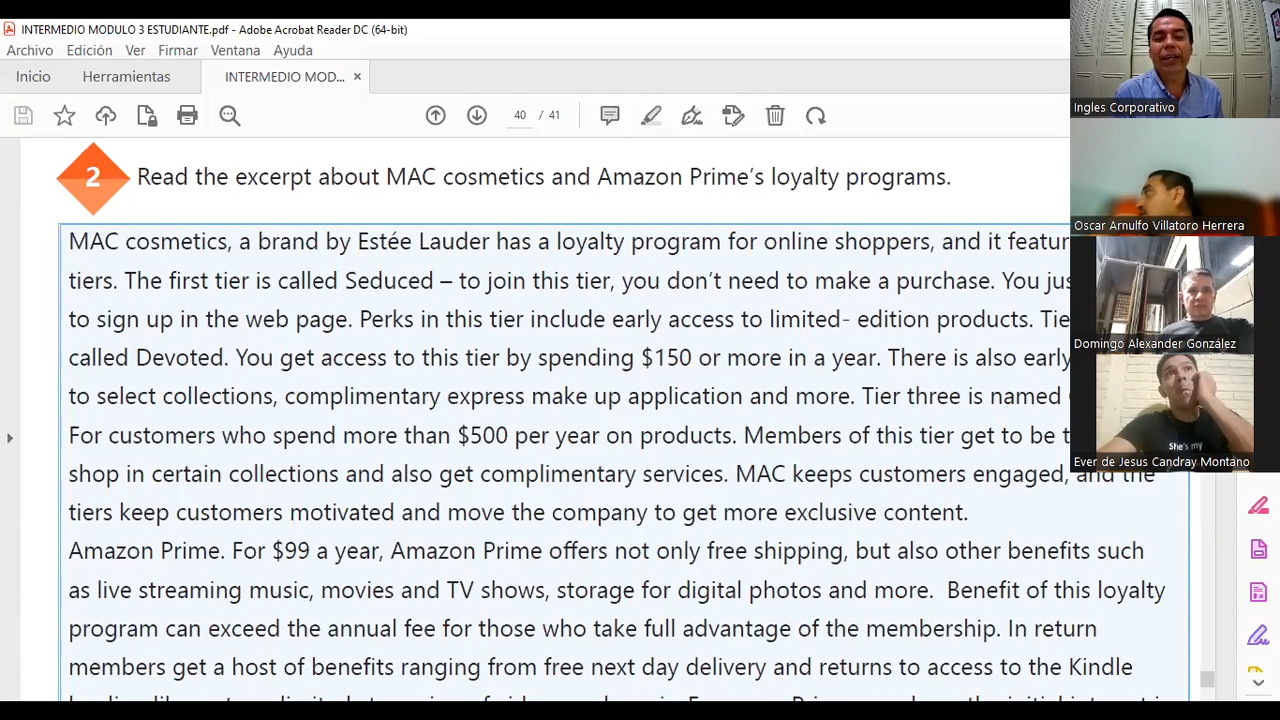 INTERMEDIO MODULO 3 ESTUDIANTE.pdf - Adobe Acrobat Reader DC (64-bit)
Archivo Edición Ver Firmar Ventana Ayuda
Inicio Herramientas INTERMEDIO MOD... ×
40 / 41
2 Read the excerpt about MAC cosmetics and Amazon Prime's loyalty programs.
MAC cosmetics, a brand by Estée Lauder has a loyalty program for online shoppers, and it
tiers. The first tier is called Seduced – to join this tier, you don't need to make a purchase. You
to sign up in the web page. Perks in this tier include early access to limited- edition products.
called Devoted. You get access to this tier by spending $150 or more in a year. There is also early
to select collections, complimentary express make up application and more. Tier three is named
For customers who spend more than $500 per year on products. Members of this tier get to be
shop in certain collections and also get complimentary services. MAC keeps customers engaged, and the
tiers keep customers motivated and move the company to get more exclusive content.
Amazon Prime. For $99 a year, Amazon Prime offers not only free shipping, but also other benefits such
as live streaming music, movies and TV shows, storage for digital photos and more. Benefit of this loyalty
program can exceed the annual fee for those who take full advantage of the membership. In return
members get a host of benefits ranging from free next day delivery and returns to access to the Kindle
Ingles Corporativo
Oscar Arnulfo Villatoro Herrera
Domingo Alexander González
She's my
Ever de Jesus Candray Montano